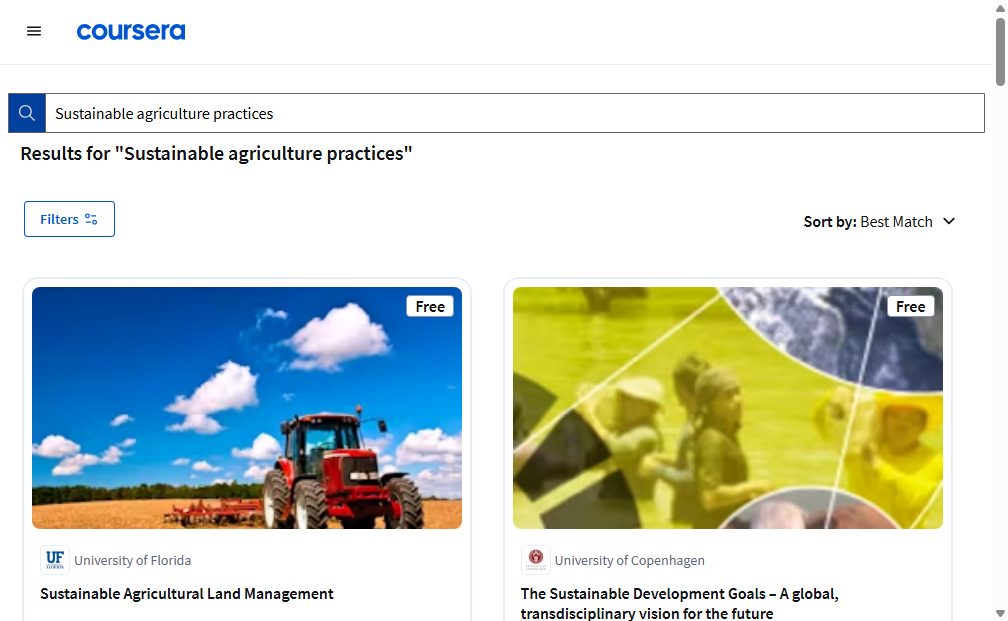 coursera
Sustainable agriculture practices
Results for "Sustainable agriculture practices"
Filters
Sort by: Best Match
Free
Free
UF
FLORIDA
University of Florida
Sustainable Agricultural Land Management
University of Copenhagen
The Sustainable Development Goals – A global,
transdisciplinary vision for the future